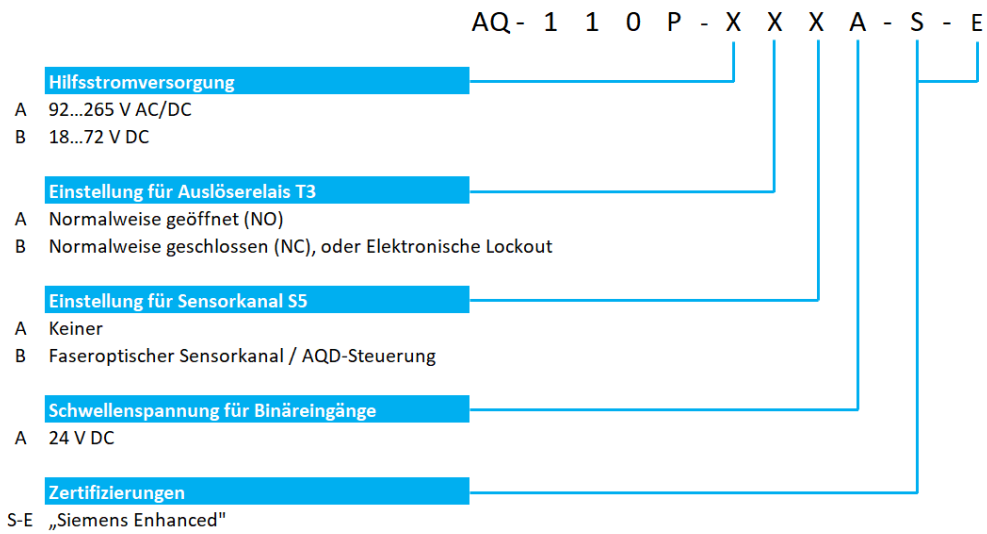 AQ - 1 1 0 P - X X X A - S - E
Hilfsstromversorgung
A 92...265 V AC/DC
B 18...72 V DC
Einstellung für Auslöserelais T3
A Normalweise geöffnet (NO)
B Normalweise geschlossen (NC), oder Elektronische Lockout
Einstellung für Sensorkanal S5
A Keiner
B Faseroptischer Sensorkanal / AQD-Steuerung
Schwellenspannung für Binäreingänge
A 24 V DC
Zertifizierungen
S-E „Siemens Enhanced"